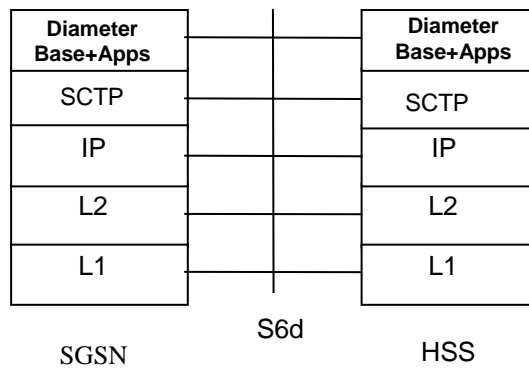 Diameter
Base+Apps
SCTP
IP
L2
L1
SGSN
S6d
Diameter
Base+Apps
SCTP
IP
L2
L1
HSS